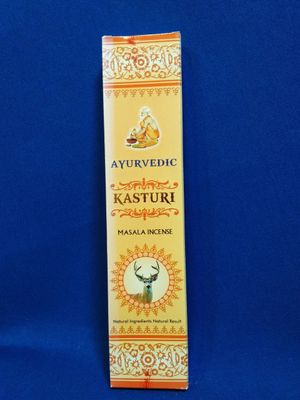 AYURVEDIC
KASTURI
MASALA INCENSE
Natural Ingredients Natural Result